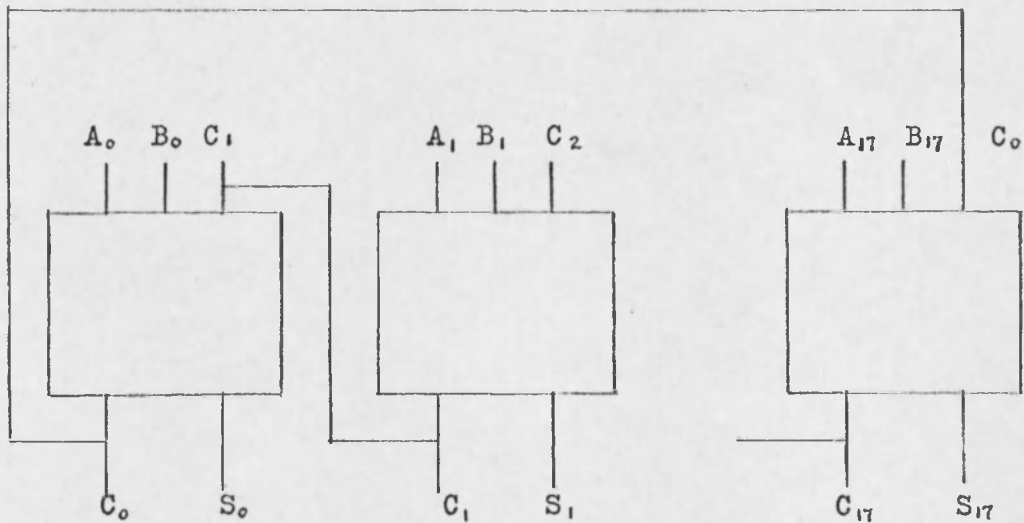 A₀ B₀ C₁ A₁ B₁ C₂ A₁₇ B₁₇ C₀
C₀ S₀ C₁ S₁ C₁₇ S₁₇